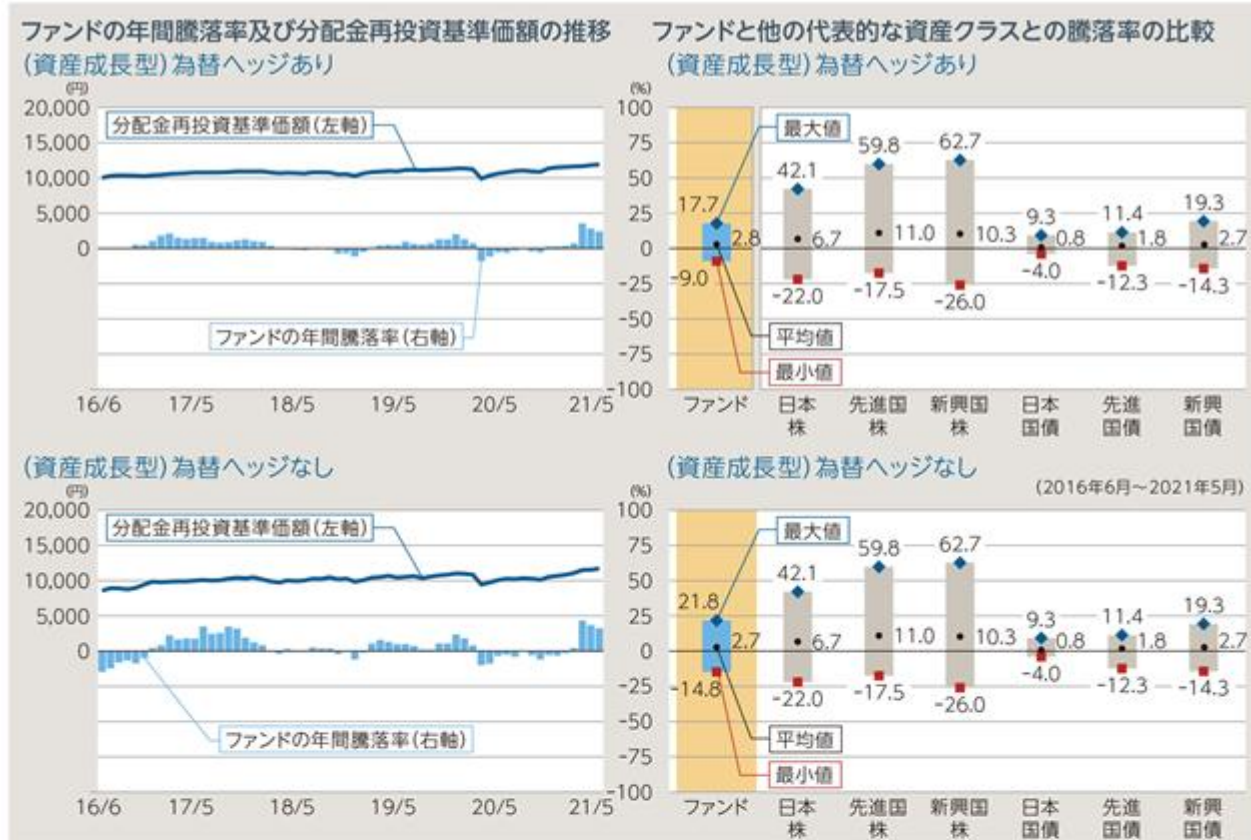 ファンドの年間騰落率及び分配金再投資基準価額の推移
(資産成長型)為替ヘッジあり
(円)
20,000
15,000
10,000
5,000
0
分配金再投資基準価額(左軸)
ファンドの年間騰落率(右軸)
16/6 17/5 18/5 19/5 20/5 21/5
ファンドと他の代表的な資産クラスとの騰落率の比較
(資産成長型)為替ヘッジあり
(%)
100
75
50
25
0
-25
-50
-75
-100
最大値
平均値
最小値
17.7 42.1 59.8 62.7 9.3 11.4 19.3
2.8 6.7 11.0 10.3 0.8 1.8 2.7
-9.0 -22.0 -17.5 -26.0 -4.0 -12.3 -14.3
ファンド 日本 先進国 新興国 日本 先進 新興
株 株 株 国債 国債 国債
(資産成長型)為替ヘッジなし
(円)
20,000
15,000
10,000
5,000
0
分配金再投資基準価額(左軸)
ファンドの年間騰落率(右軸)
16/6 17/5 18/5 19/5 20/5 21/5
(資産成長型)為替ヘッジなし
(2016年6月~2021年5月)
(%)
100
75
50
25
0
-25
-50
-75
-100
最大値
平均値
最小値
21.8 42.1 59.8 62.7 9.3 11.4 19.3
2.7 6.7 11.0 10.3 0.8 1.8 2.7
-14.8 -22.0 -17.5 -26.0 -4.0 -12.3 -14.3
ファンド 日本 先進国 新興国 日本 先進 新興
株 株 株 国債 国債 国債